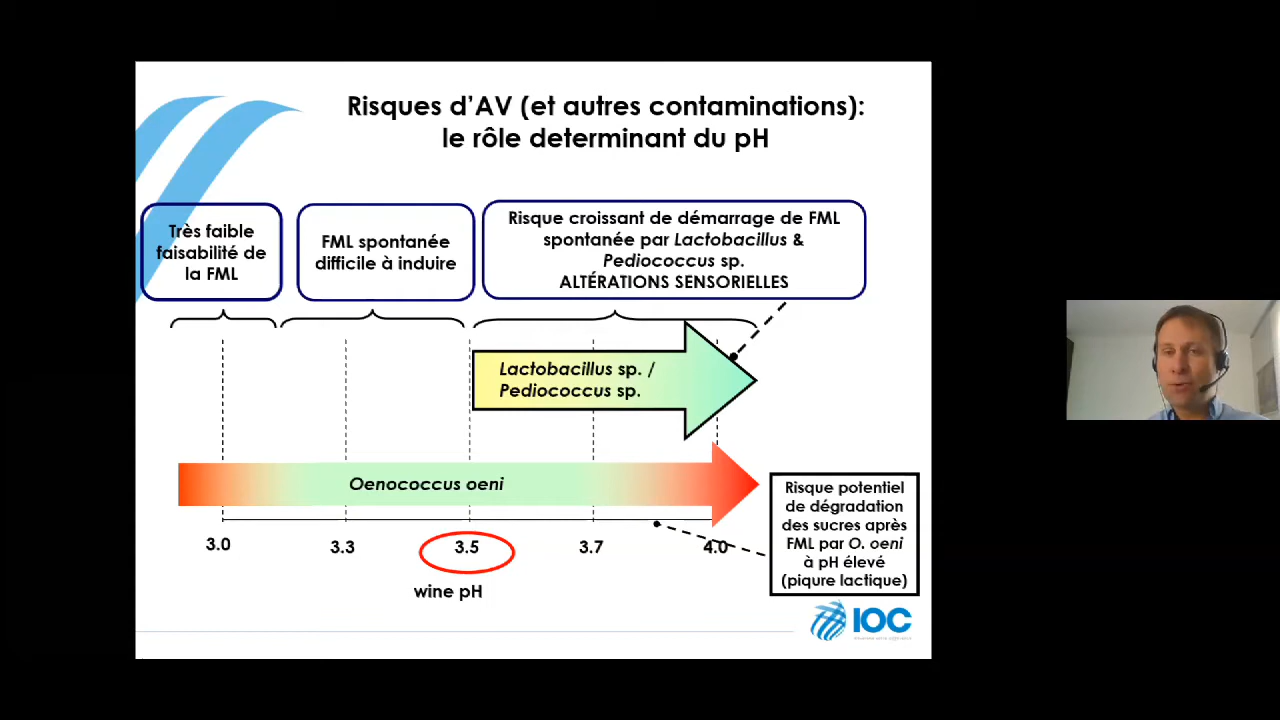 Risques d'AV (et autres contaminations):
le rôle determinant du pH
Très faible
faisabilité de
la FML
FML spontanée
difficile à induire
Risque croissant de démarrage de FML
spontanée par Lactobacillus &
Pediococcus sp.
ALTÉRATIONS SENSORIELLES
Lactobacillus sp. /
Pediococcus sp.
Oenococcus oeni
3.0 3.3 3.5 3.7 4.0
wine pH
Risque potentiel
de dégradation
des sucres après
FML par O. oeni
à pH élevé
(piqure lactique)
IOC